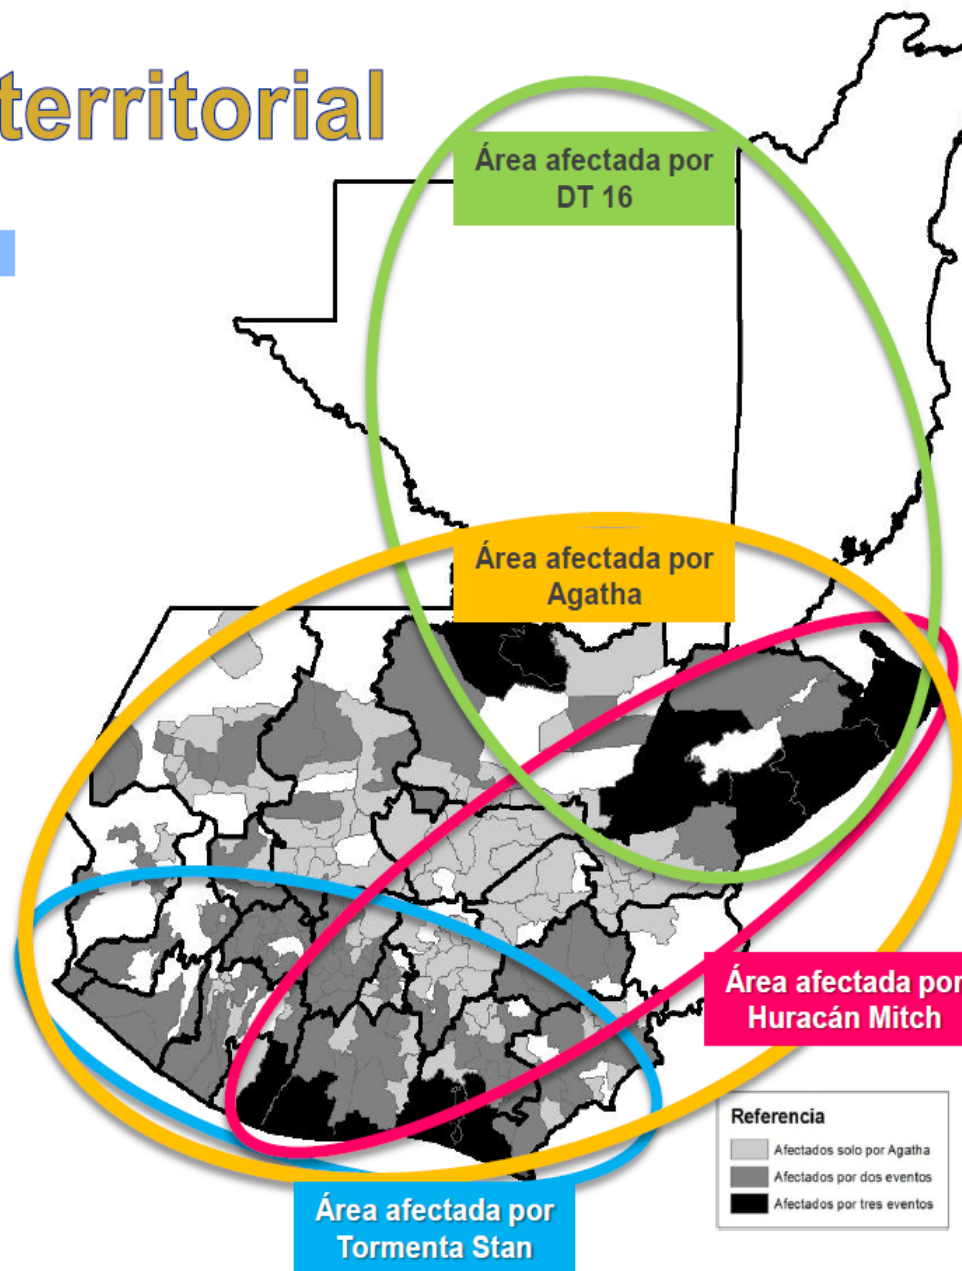 territorial
Área afectada por
DT 16
Área afectada por
Agatha
Área afectada por
Huracán Mitch
Referencia
Afectados solo por Agatha
Afectados por dos eventos
Afectados por tres eventos
Área afectada por
Tormenta Stan